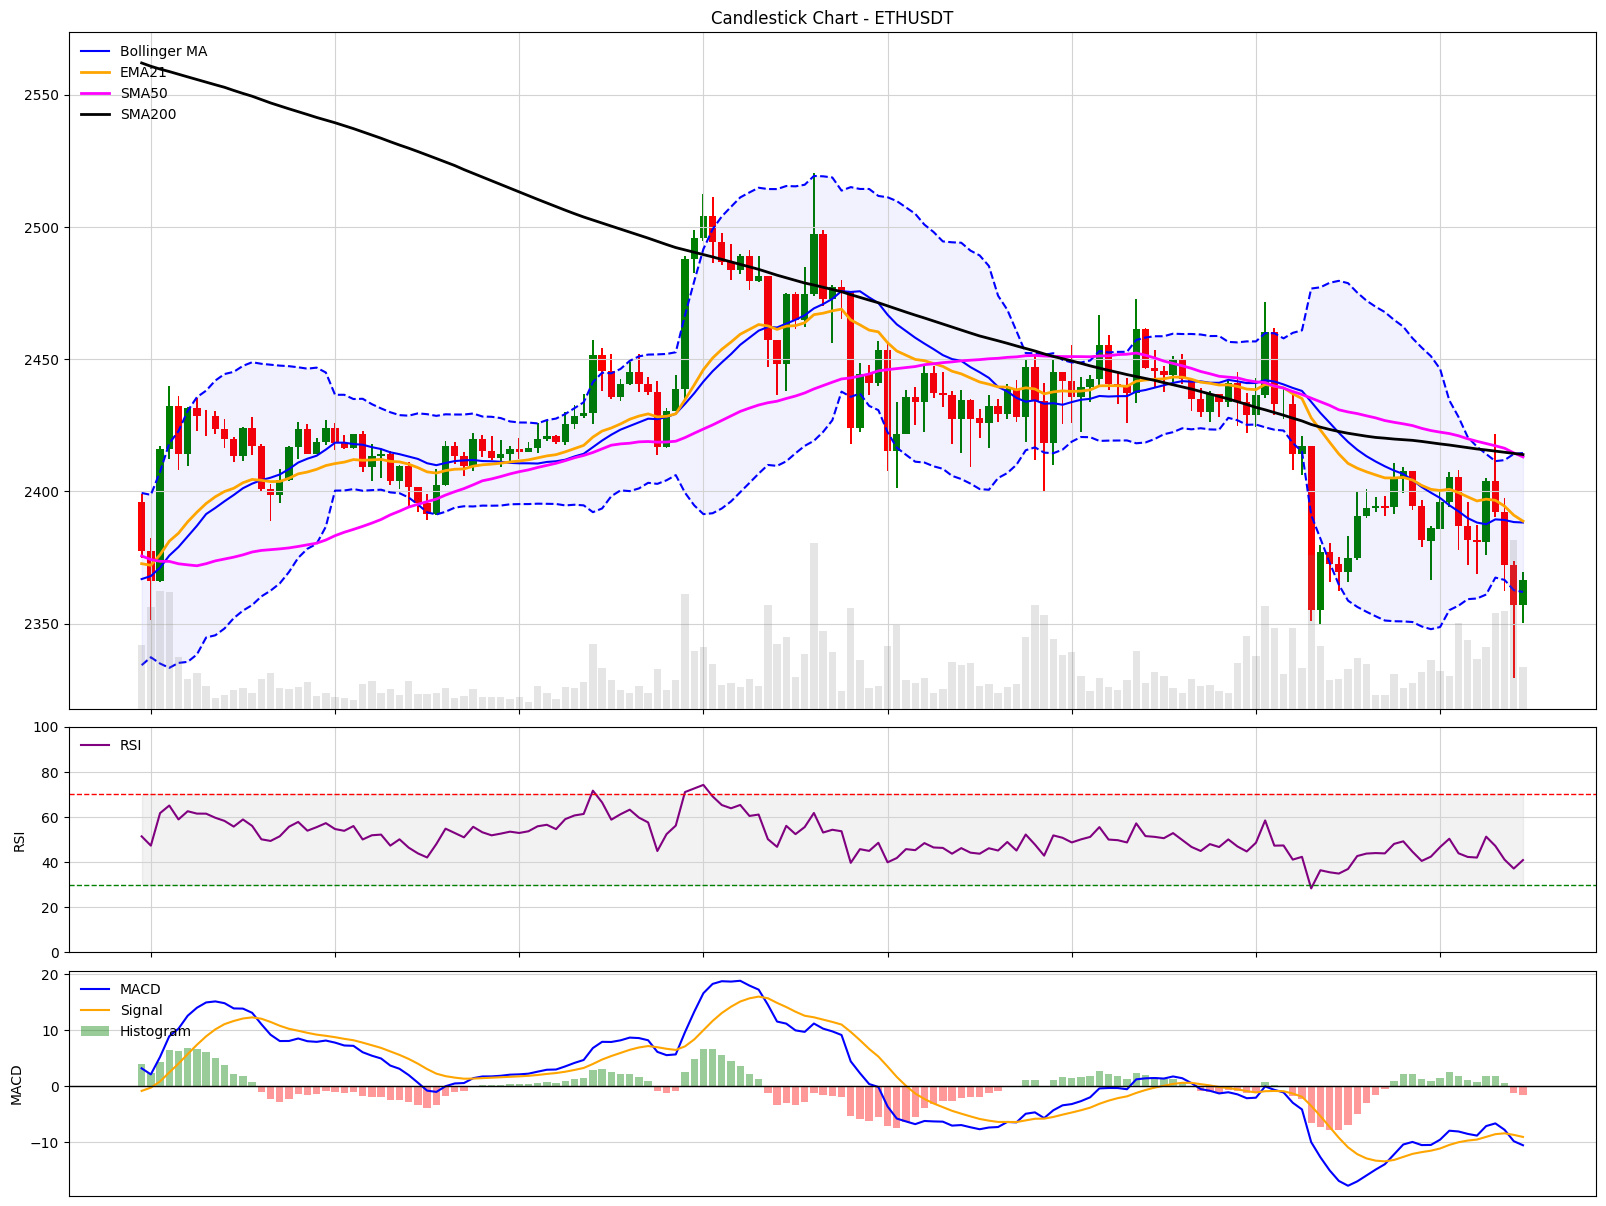 Candlestick Chart - ETHUSDT
Bollinger MA
EMA21
SMA50
SMA200
2550
2500
2450
2400
2350
RSI
100
80
60
40
20
0
RSI
MACD
Signal
Histogram
20
10
0
−10
MACD